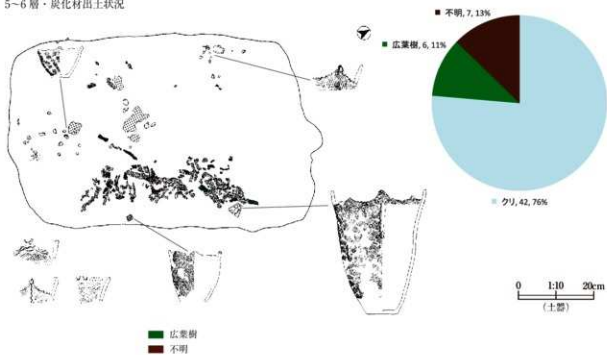 5~6 層・炭化材出土状況
不明, 7, 13%
広葉樹, 6, 11%
クリ, 42, 76%
0 1:10 20cm
(土器)
広葉樹
不明